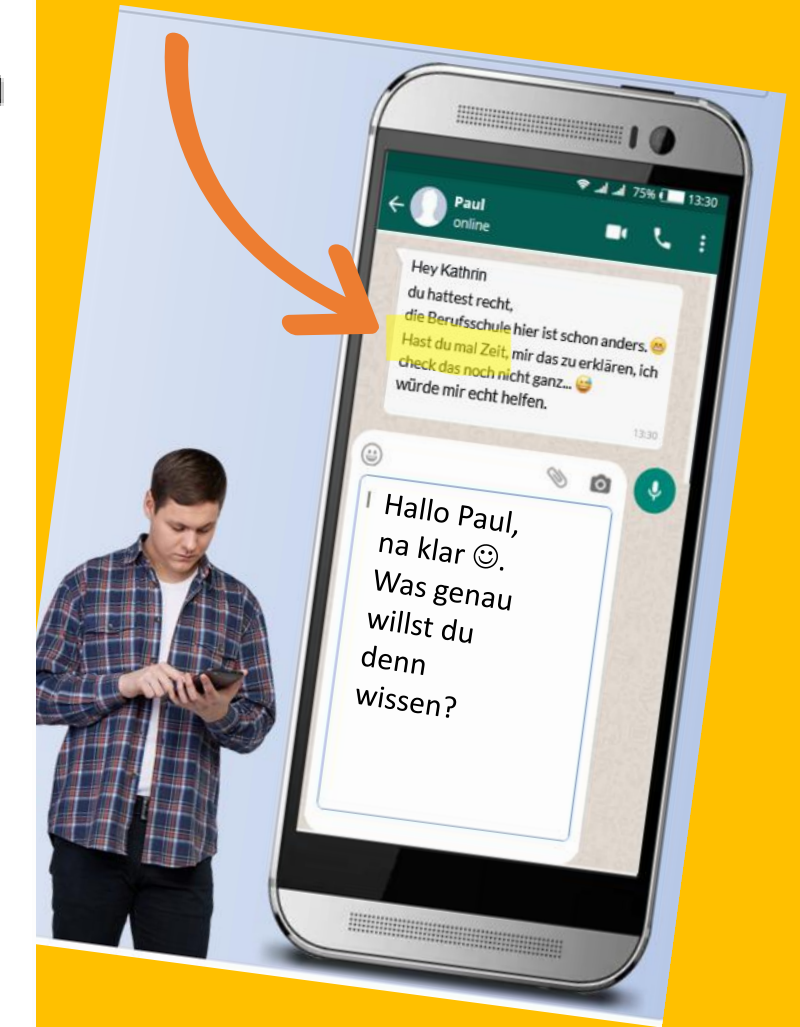 75% 13:30
Paul
online
Hey Kathrin
du hattest recht,
die Berufsschule hier ist schon anders. 😬
Hast du mal Zeit, mir das zu erklären, ich
check das noch nicht ganz... 😅
würde mir echt helfen.
13:30
Hallo Paul,
na klar ☺.
Was genau
willst du
denn
wissen?